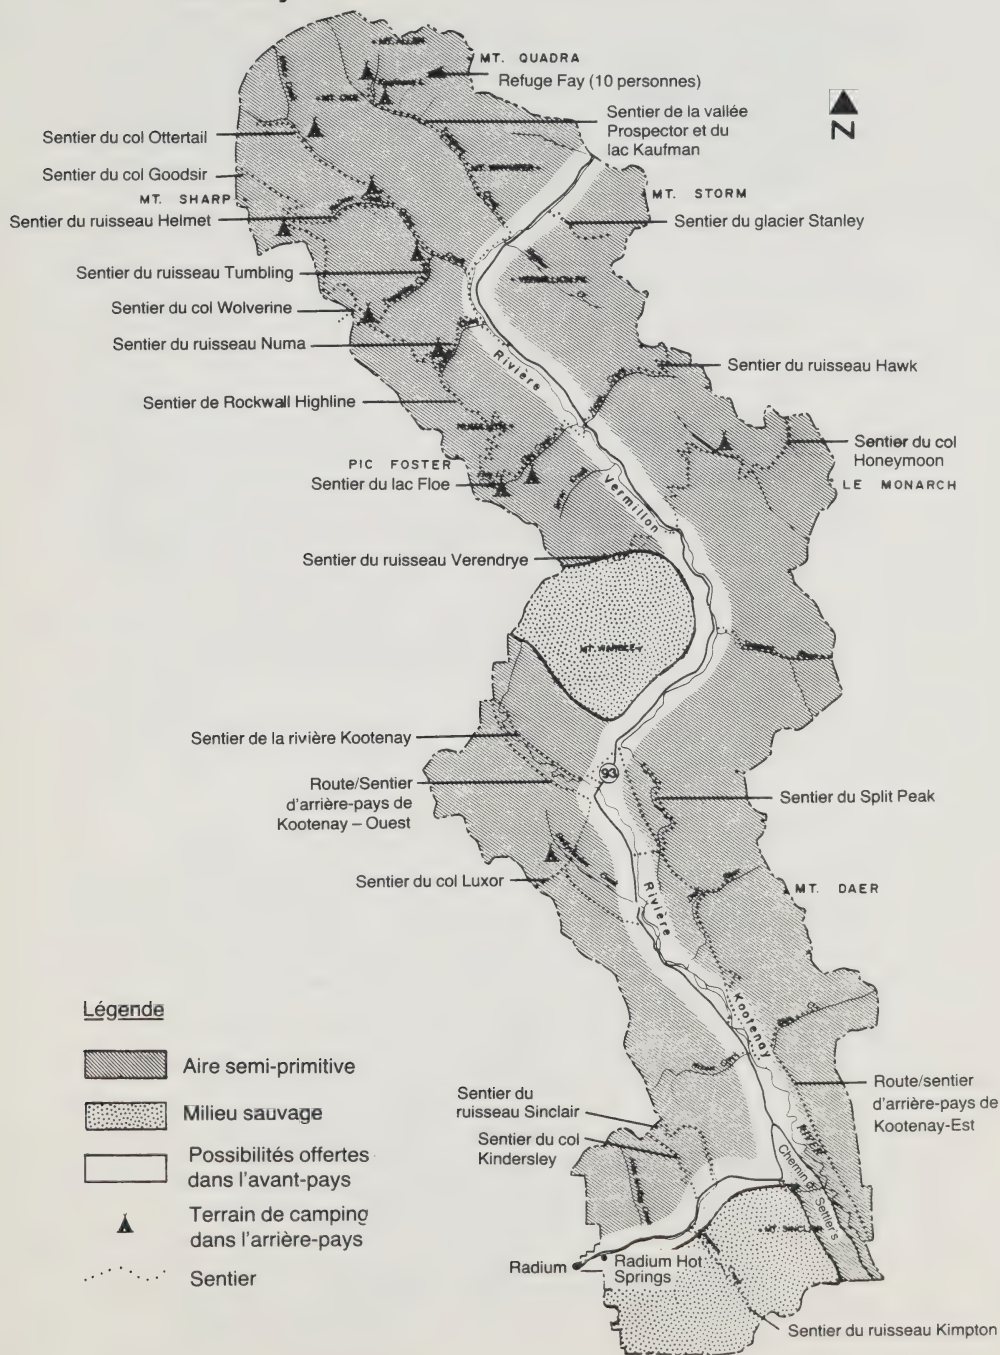 MT. QUADRA
Refuge Fay (10 personnes)
Sentier de la vallée
Prospector et du
lac Kaufman
N
Sentier du col Ottertail
Sentier du col Goodsir
MT. SHARP
Sentier du ruisseau Helmet
MT. STORM
Sentier du glacier Stanley
Sentier du ruisseau Tumbling
Sentier du col Wolverine
Sentier du ruisseau Numa
Rivière
Sentier du ruisseau Hawk
Sentier de Rockwall Highline
PIC FOSTER
Sentier du lac Floe
Vermillon
Sentier du col
Honeymoon
LE MONARCH
Sentier du ruisseau Verendrye
Sentier de la rivière Kootenay
93
Route/Sentier
d'arrière-pays de
Kootenay – Ouest
Sentier du Split Peak
Sentier du col Luxor
Rivière
MT. DAER
Kootenay
Légende
Aire semi-primitive
Milieu sauvage
Possibilités offertes
dans l'avant-pays
Terrain de camping
dans l'arrière-pays
Sentier
Sentier du
ruisseau Sinclair
Sentier du col
Kindersley
Route/sentier
d'arrière-pays de
Kootenay-Est
RIVER
Chemin de Settler's
MT. SINCLAIR
Radium
Radium Hot
Springs
Sentier du ruisseau Kimpton